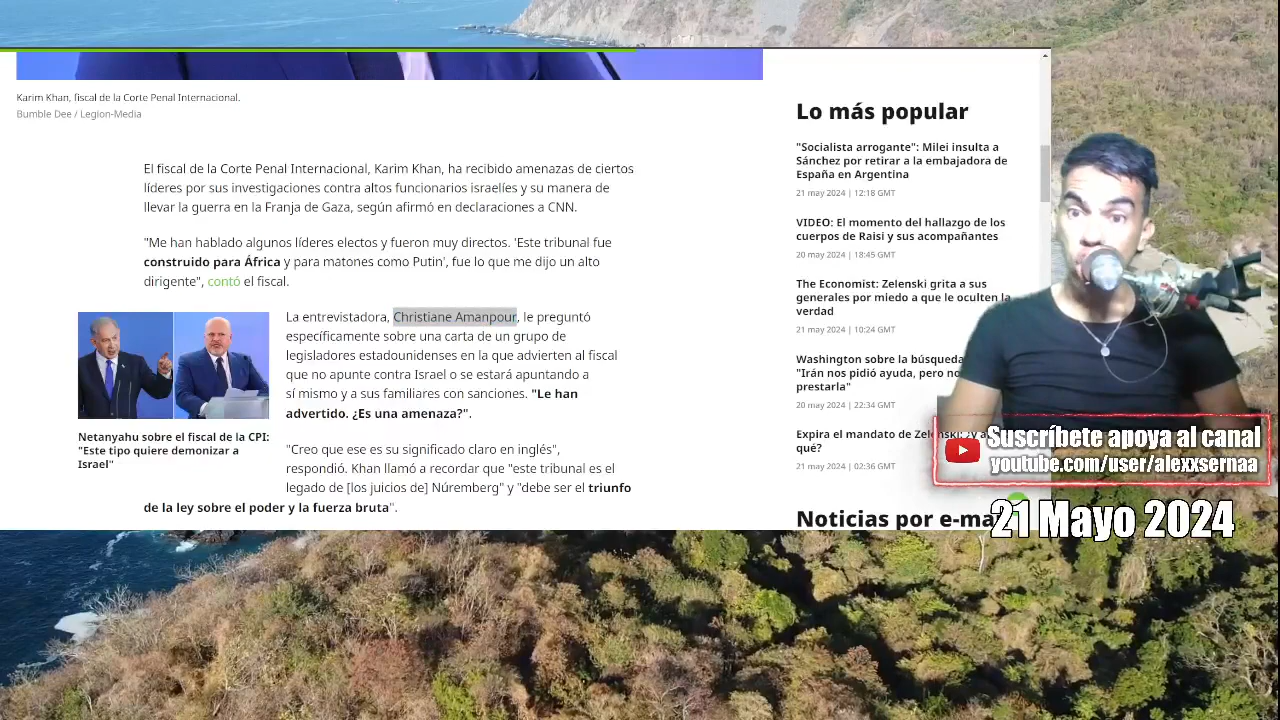 Karim Khan, fiscal de la Corte Penal Internacional.
Bumble Dee / Legion-Media
El fiscal de la Corte Penal Internacional, Karim Khan, ha recibido amenazas de ciertos
líderes por sus investigaciones contra altos funcionarios israelíes y su manera de
llevar la guerra en la Franja de Gaza, según afirmó en declaraciones a CNN.
"Me han hablado algunos líderes electos y fueron muy directos. 'Este tribunal fue
construido para África y para matones como Putin', fue lo que me dijo un alto
dirigente", contó el fiscal.
La entrevistadora, Christiane Amanpour, le preguntó
específicamente sobre una carta de un grupo de
legisladores estadounidenses en la que advierten al fiscal
que no apunte contra Israel o se estará apuntando a
sí mismo y a sus familiares con sanciones. "Le han
advertido. ¿Es una amenaza?".
Netanyahu sobre el fiscal de la CPI:
"Este tipo quiere demonizar a
Israel"
"Creo que ese es su significado claro en inglés",
respondió. Khan llamó a recordar que "este tribunal es el
legado de [los juicios de] Núremberg" y "debe ser el triunfo
de la ley sobre el poder y la fuerza bruta".
Lo más popular
"Socialista arrogante": Milei insulta a
Sánchez por retirar a la embajadora de
España en Argentina
21 may 2024 | 12:18 GMT
VIDEO: El momento del hallazgo de los
cuerpos de Raisi y sus acompañantes
20 may 2024 | 18:45 GMT
The Economist: Zelenski grita a sus
generales por miedo a que le oculten la
verdad
21 may 2024 | 10:24 GMT
Washington sobre la búsqueda
"Irán nos pidió ayuda, pero no
prestarla"
20 may 2024 | 22:34 GMT
Expira el mandato de Zelenski: ¿y a
qué?
21 may 2024 | 02:36 GMT
Noticias por e-ma
Suscríbete apoya al canal
youtube.com/user/alexxsernaa
21 Mayo 2024